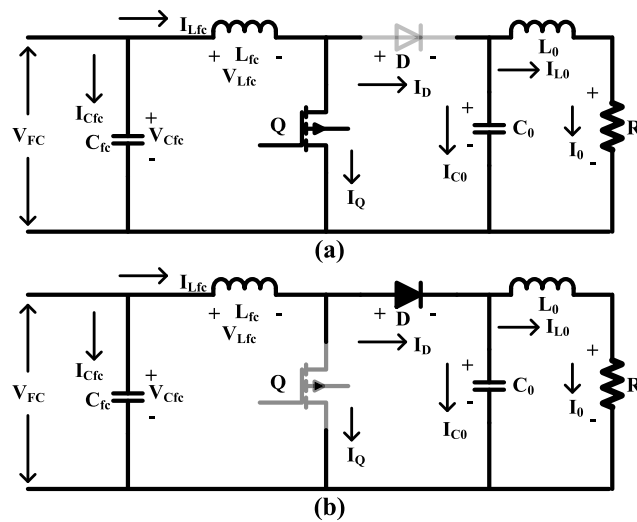 I_Lfc
L_fc
+ -
V_Lfc
+ D -
I_D
L_0
I_L0
I_Cfc
V_FC
C_fc
+
V_Cfc
-
Q
I_Q
+
C_0
-
I_C0
+
R
I_0
-
(a)
I_Lfc
L_fc
+ -
V_Lfc
+ D -
I_D
L_0
I_L0
I_Cfc
V_FC
C_fc
+
V_Cfc
-
Q
I_Q
+
C_0
-
I_C0
+
R
I_0
-
(b)